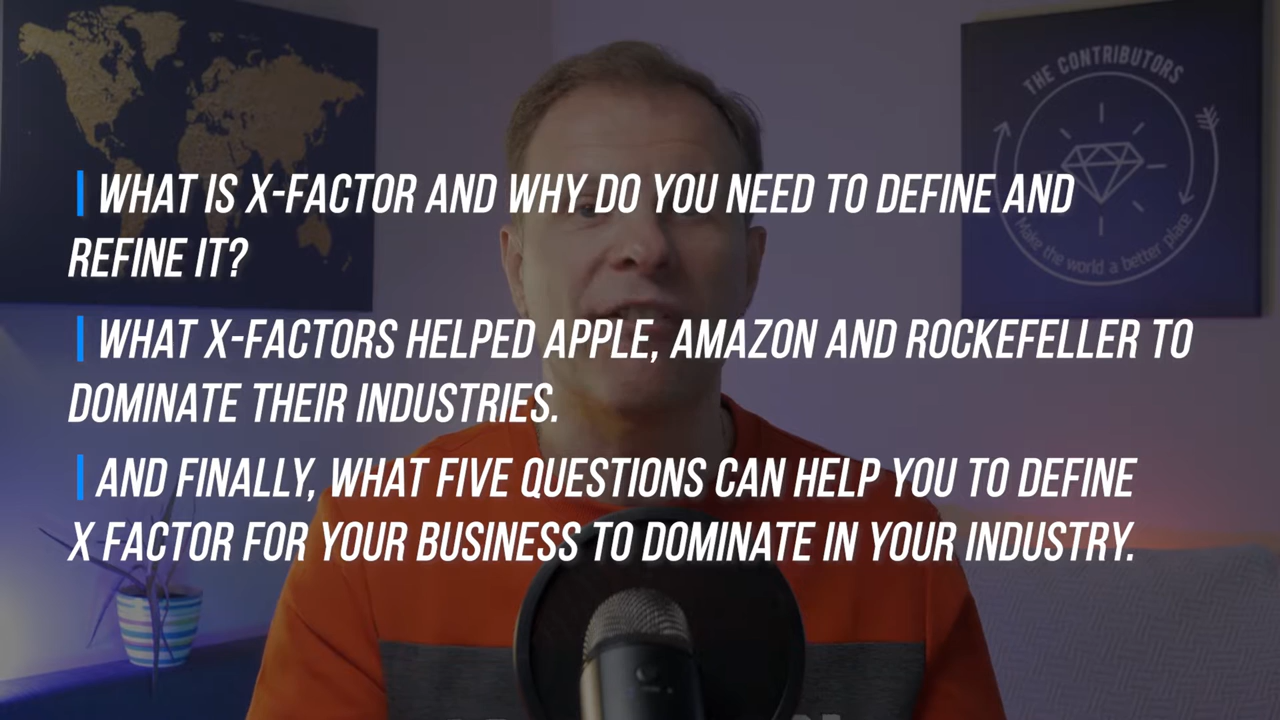 THE CONTRIBUTORS
Make the world a better place
| WHAT IS X-FACTOR AND WHY DO YOU NEED TO DEFINE AND
REFINE IT?
| WHAT X-FACTORS HELPED APPLE, AMAZON AND ROCKEFELLER TO
DOMINATE THEIR INDUSTRIES.
| AND FINALLY, WHAT FIVE QUESTIONS CAN HELP YOU TO DEFINE
X FACTOR FOR YOUR BUSINESS TO DOMINATE IN YOUR INDUSTRY.